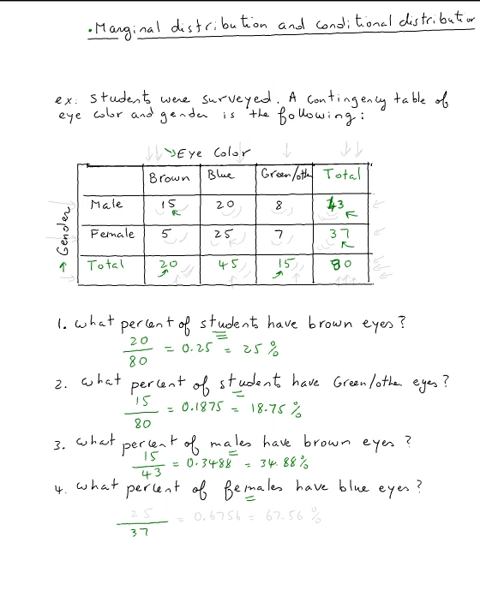 • Marginal distribution and conditional distribution
ex: students were surveyed. A contingency table of
eye color and gender is the following:
Eye Color
Brown Blue Green/other Total
Gender
Male 15 20 8 43
Female 5 25 7 37
Total 20 45 15 80
1. what percent of students have brown eyes?
20/80 = 0.25 = 25%
2. what percent of students have Green/other eyes?
15/80 = 0.1875 = 18.75%
3. what percent of males have brown eyes?
15/43 = 0.3488 = 34.88%
4. what percent of females have blue eyes?
25/37 = 0.6756 = 67.56%